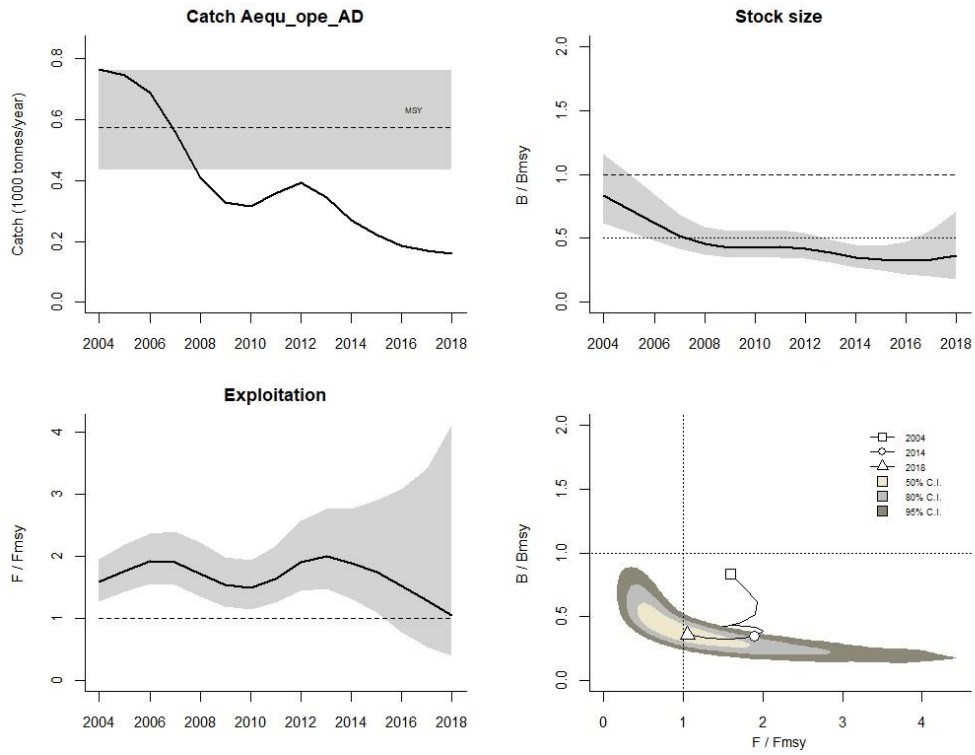 Catch Aequ_ope_AD
Catch (1000 tonnes/year)
0.8
0.6
0.4
0.2
0.0
MSY
2004 2006 2008 2010 2012 2014 2016 2018
Stock size
B / Bmsy
2.0
1.5
1.0
0.5
0.0
2004 2006 2008 2010 2012 2014 2016 2018
Exploitation
F / Fmsy
4
3
2
1
0
2004 2006 2008 2010 2012 2014 2016 2018
B / Bmsy
2.0
1.5
1.0
0.5
0.0
2004
2014
2018
50% C.I.
80% C.I.
95% C.I.
0 1 2 3 4
F / Fmsy